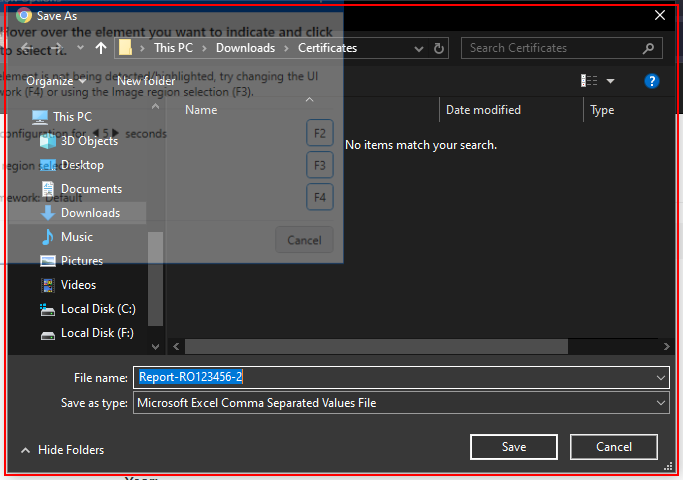 Save As
Hover over the element you want to indicate and click
to select it.
This PC > Downloads > Certificates
Search Certificates
element is not being detected/highlighted, try changing the UI
Organize
New folder
work (F4) or using the Image region selection (F3).
Name
Date modified
Type
This PC
configuration for 5 seconds
F2
3D Objects
No items match your search.
region
Desktop
F3
Documents
mework: Default
F4
Downloads
Music
Cancel
Pictures
Videos
Local Disk (C:)
Local Disk (F:)
File name:
Report-RO123456-2
Save as type:
Microsoft Excel Comma Separated Values File
Hide Folders
Save
Cancel